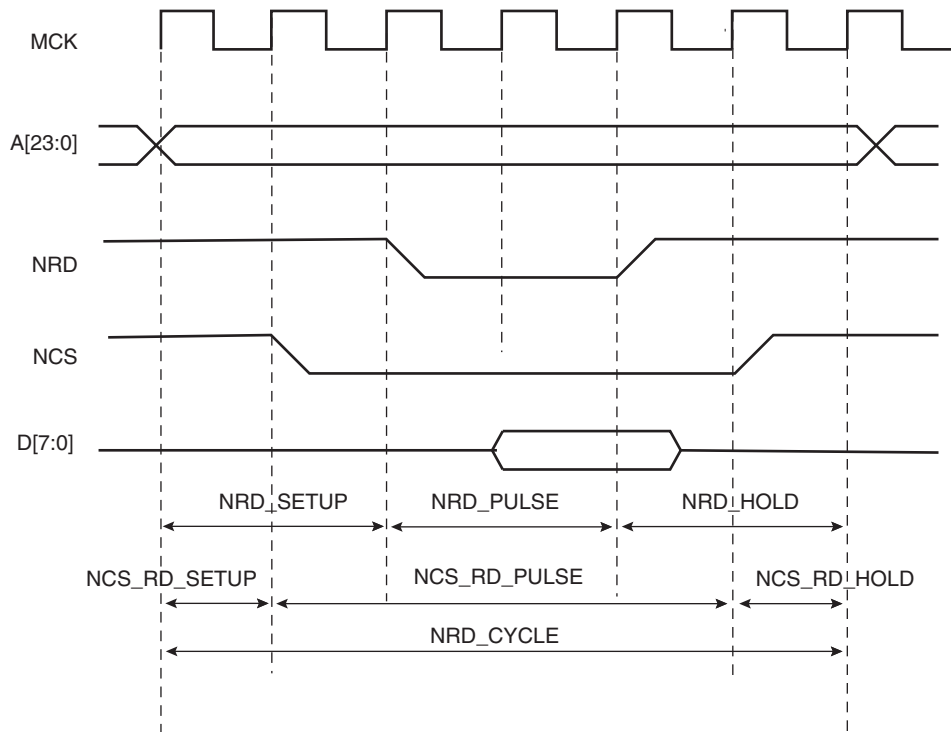 MCK
A[23:0]
NRD
NCS
D[7:0]
NRD_SETUP NRD_PULSE NRD_HOLD
NCS_RD_SETUP NCS_RD_PULSE NCS_RD_HOLD
NRD_CYCLE